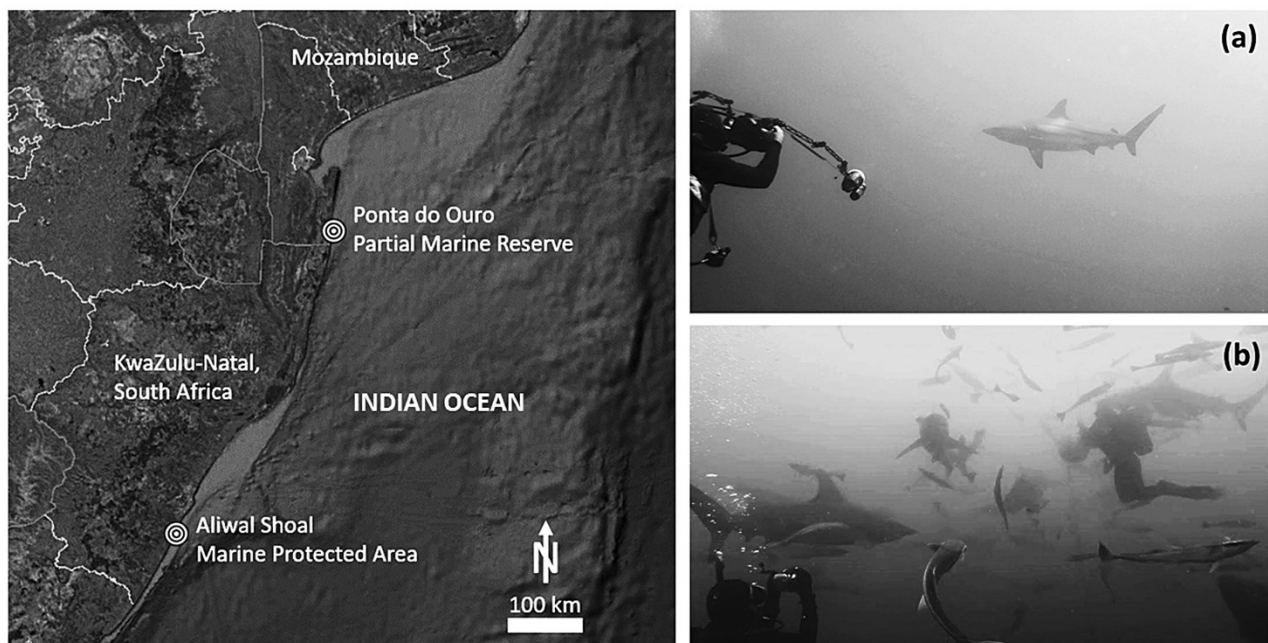 Mozambique
Ponta do Ouro
Partial Marine Reserve
KwaZulu-Natal,
South Africa
INDIAN OCEAN
Aliwal Shoal
Marine Protected Area
N
100 km
(a)
(b)